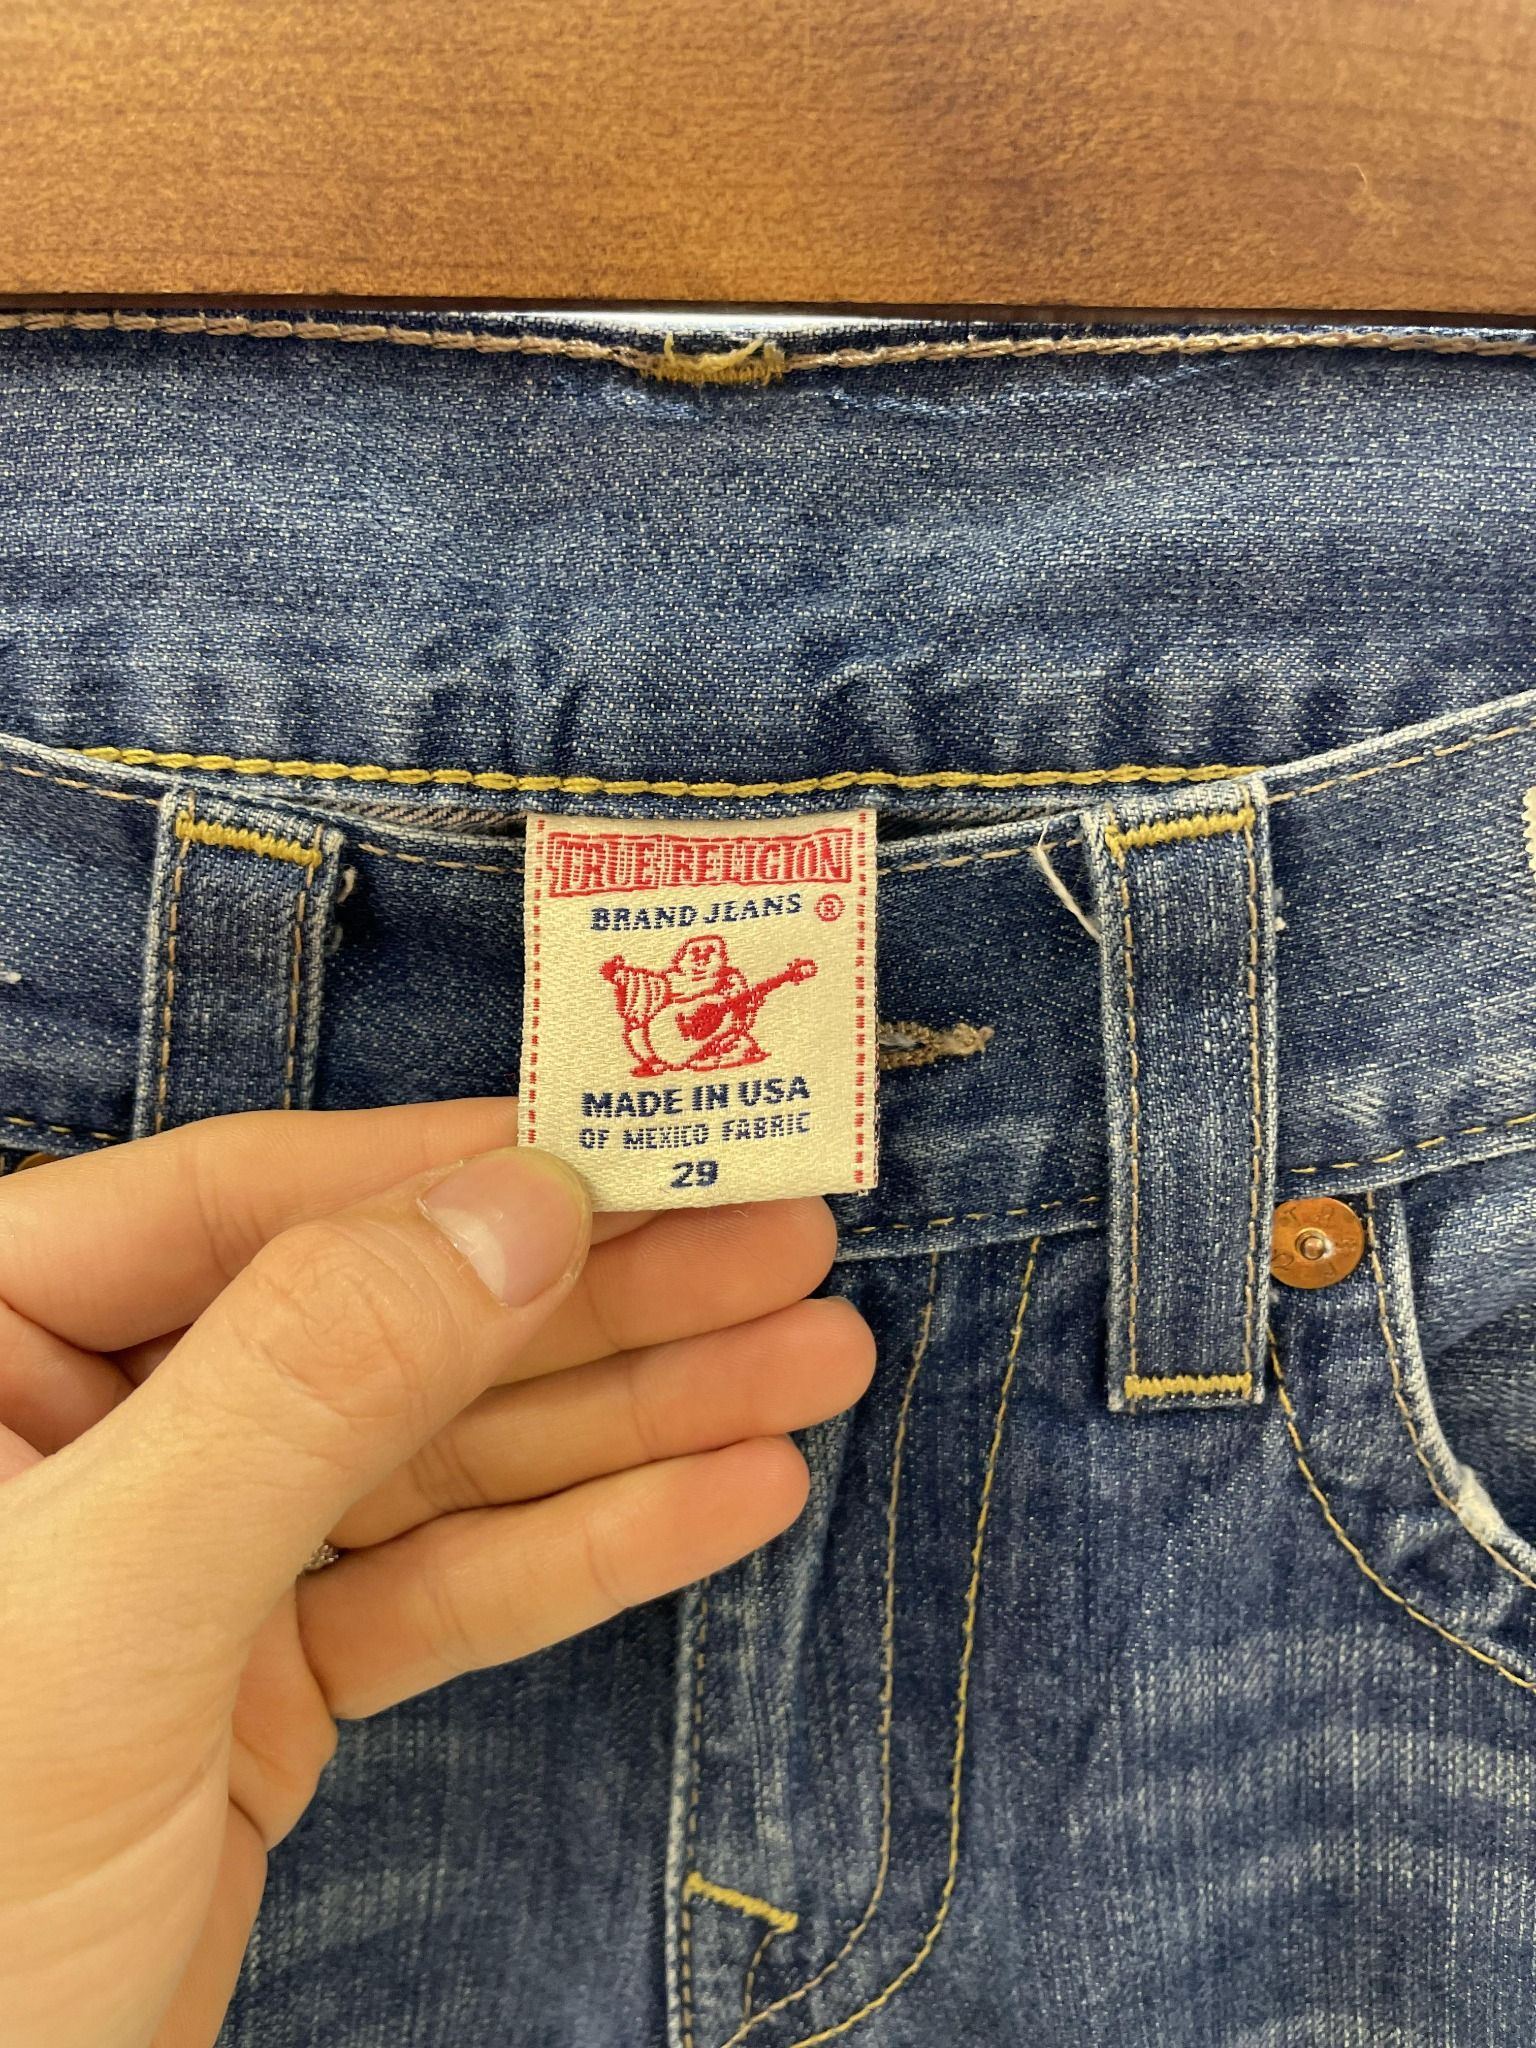 TRUE RELIGION
BRAND JEANS ®
MADE IN USA
OF MEXICO FABRIC
29